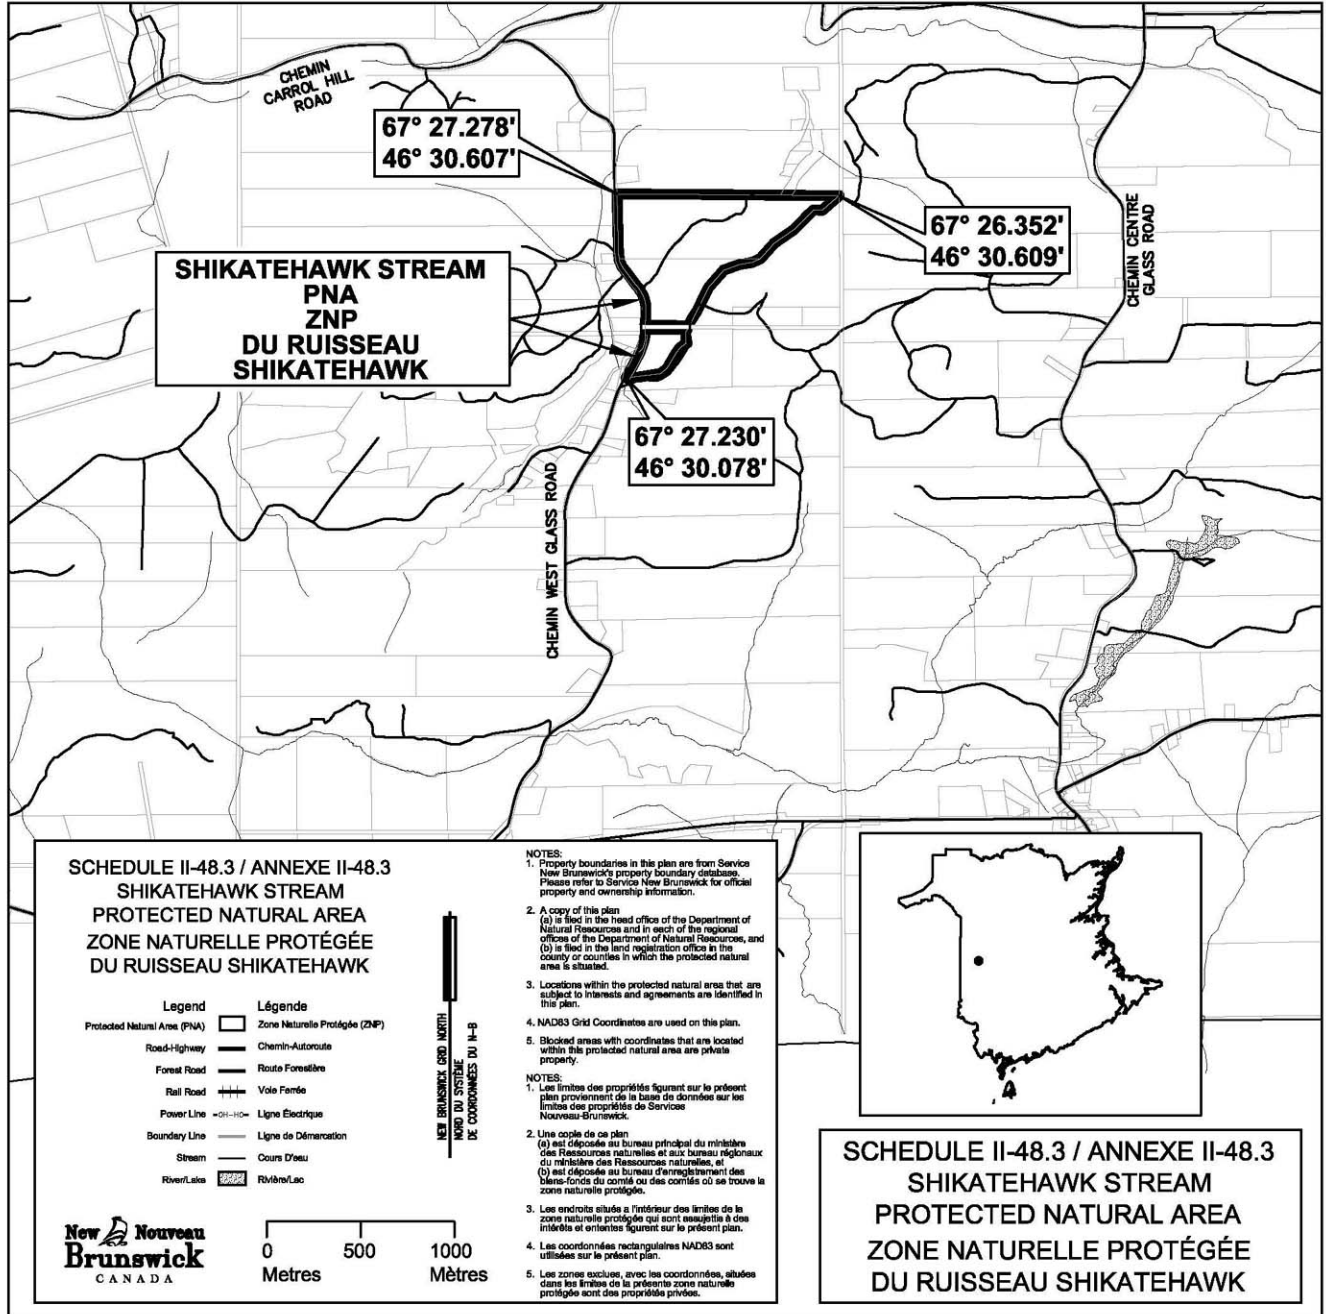 CHEMIN
CARROL HILL
ROAD
67° 27.278'
46° 30.607'
67° 26.352'
46° 30.609'
CHEMIN CENTRE
GLASS ROAD
SHIKATEHAWK STREAM
PNA
ZNP
DU RUISSEAU
SHIKATEHAWK
67° 27.230'
46° 30.078'
CHEMIN WEST GLASS ROAD
SCHEDULE II-48.3 / ANNEXE II-48.3
SHIKATEHAWK STREAM
PROTECTED NATURAL AREA
ZONE NATURELLE PROTÉGÉE
DU RUISSEAU SHIKATEHAWK
Legend Légende
Protected Natural Area (PNA) Zone Naturelle Protégée (ZNP)
Road-Highway Chemin-Autoroute
Forest Road Route Forestière
Rail Road Voie Ferrée
Power Line Ligne Électrique
Boundary Line Ligne de Démarcation
Stream Cours D'eau
River/Lake Rivière/Lac
NEW BRUNSWICK GRID NORTH
NORD DU SYSTÈME
DE COORDONNÉES DU N-B
New Nouveau
Brunswick
CANADA
0 500 1000
Metres Mètres
NOTES:
1. Property boundaries in this plan are from Service
New Brunswick's property boundary database.
Please refer to Service New Brunswick for official
property and ownership information.
2. A copy of this plan
(a) is filed in the head office of the Department of
Natural Resources and in each of the regional
offices of the Department of Natural Resources, and
(b) is filed in the land registration office in the
county or counties in which the protected natural
area is situated.
3. Locations within the protected natural area that are
subject to interests and agreements are identified in
this plan.
4. NAD83 Grid Coordinates are used on this plan.
5. Blocked areas with coordinates that are located
within this protected natural area are private
property.
NOTES:
1. Les limites des propriétés figurant sur le présent
plan proviennent de la base de données sur les
limites des propriétés de Services
Nouveau-Brunswick.
2. Une copie de ce plan
(a) est déposée au bureau principal du ministère
des Ressources naturelles et aux bureau régionaux
du ministère des Ressources naturelles, et
(b) est déposée au bureau d'enregistrement des
biens-fonds du comté ou des comtés où se trouve la
zone naturelle protégée.
3. Les endroits situés a l'intérieur des limites de la
zone naturelle protégée qui sont assujettis à des
intérêts et ententes figurent sur le présent plan.
4. Les coordonnées rectangulaires NAD83 sont
utilisées sur le présent plan.
5. Les zones exclues, avec les coordonnées, situées
dans les limites de la présente zone naturelle
protégée sont des propriétés privées.
SCHEDULE II-48.3 / ANNEXE II-48.3
SHIKATEHAWK STREAM
PROTECTED NATURAL AREA
ZONE NATURELLE PROTÉGÉE
DU RUISSEAU SHIKATEHAWK